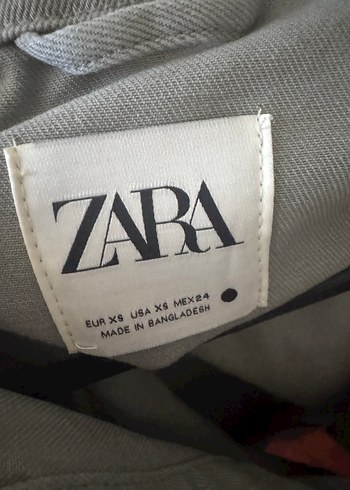 ZARA
EUR XS USA XS MEX 24
MADE IN BANGLADESH